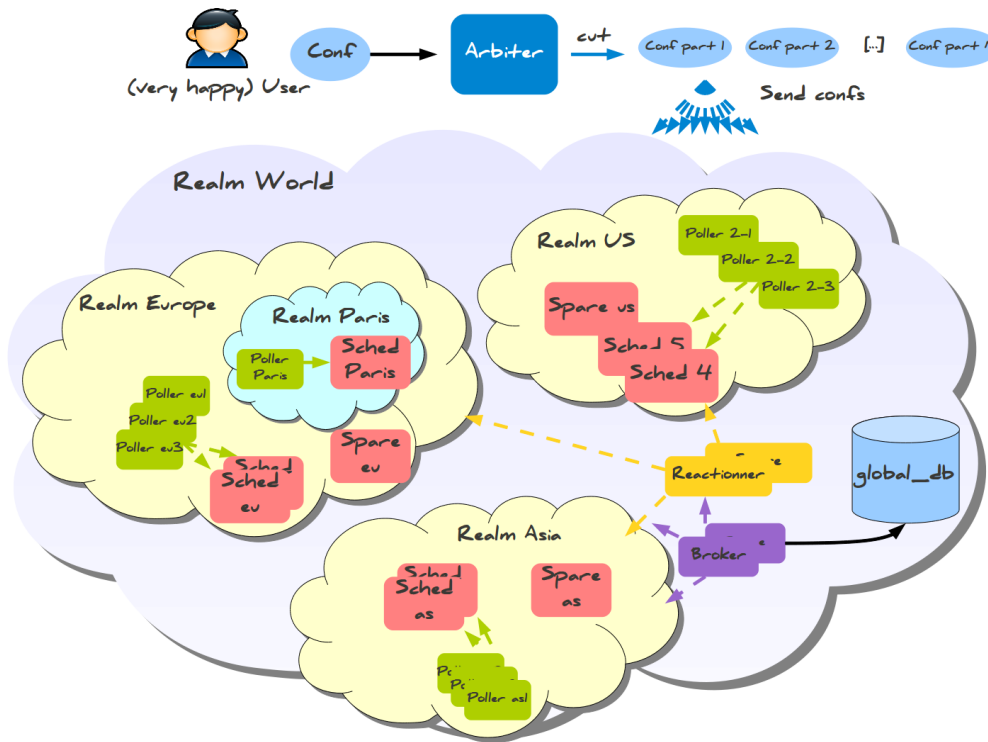 Conf
Arbiter
cut
Conf part 1
Conf part 2
[...]
Conf part
(very happy) User
Send confs
Realm World
Realm US
Poller 2-1
Poller 2-2
Poller 2-3
Spare us
Sched 5
Sched 4
Realm Europe
Realm Paris
Poller
Paris
Sched
Paris
Poller eu1
Poller eu2
Poller eu3
Sched
Sched
eu
Spare
eu
Reactionner
global_db
Broker
Realm Asia
Sched
Sched
as
Spare
as
Poller as1